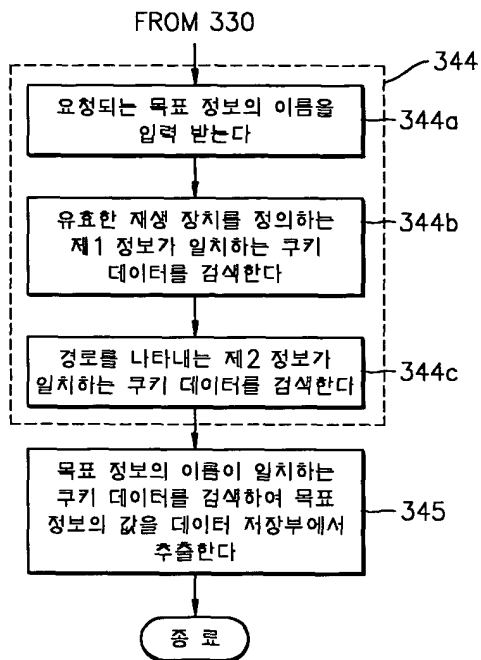 FROM 330
344
요청되는 목표 정보의 이름을
입력 받는다
344a
유효한 재생 장치를 정의하는
제1 정보가 일치하는 쿠키
데이터를 검색한다
344b
경로를 나타내는 제2 정보가
일치하는 쿠키 데이터를 검색한다
344c
목표 정보의 이름이 일치하는
쿠키 데이터를 검색하여 목표
정보의 값을 데이터 저장부에서
추출한다
345
종 료